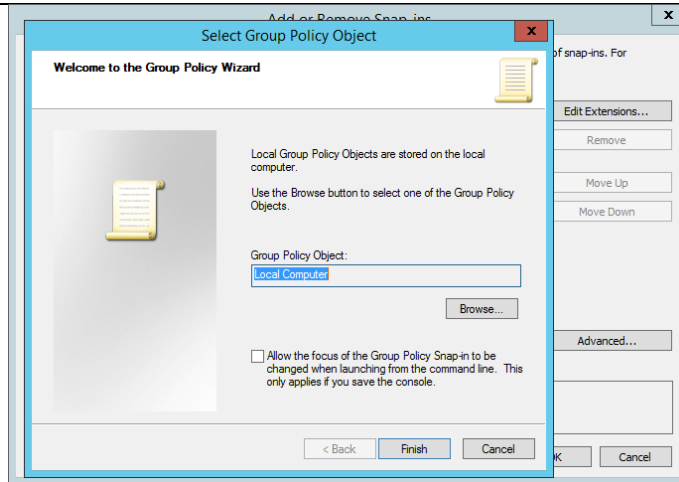 Add or Remove Snap-ins
x
Select Group Policy Object
x
Welcome to the Group Policy Wizard
of snap-ins. For
Edit Extensions...
Remove
Move Up
Move Down
Local Group Policy Objects are stored on the local
computer.
Use the Browse button to select one of the Group Policy
Objects.
Group Policy Object:
Local Computer
Browse...
Allow the focus of the Group Policy Snap-in to be
changed when launching from the command line. This
only applies if you save the console.
Advanced...
< Back
Finish
Cancel
K
Cancel